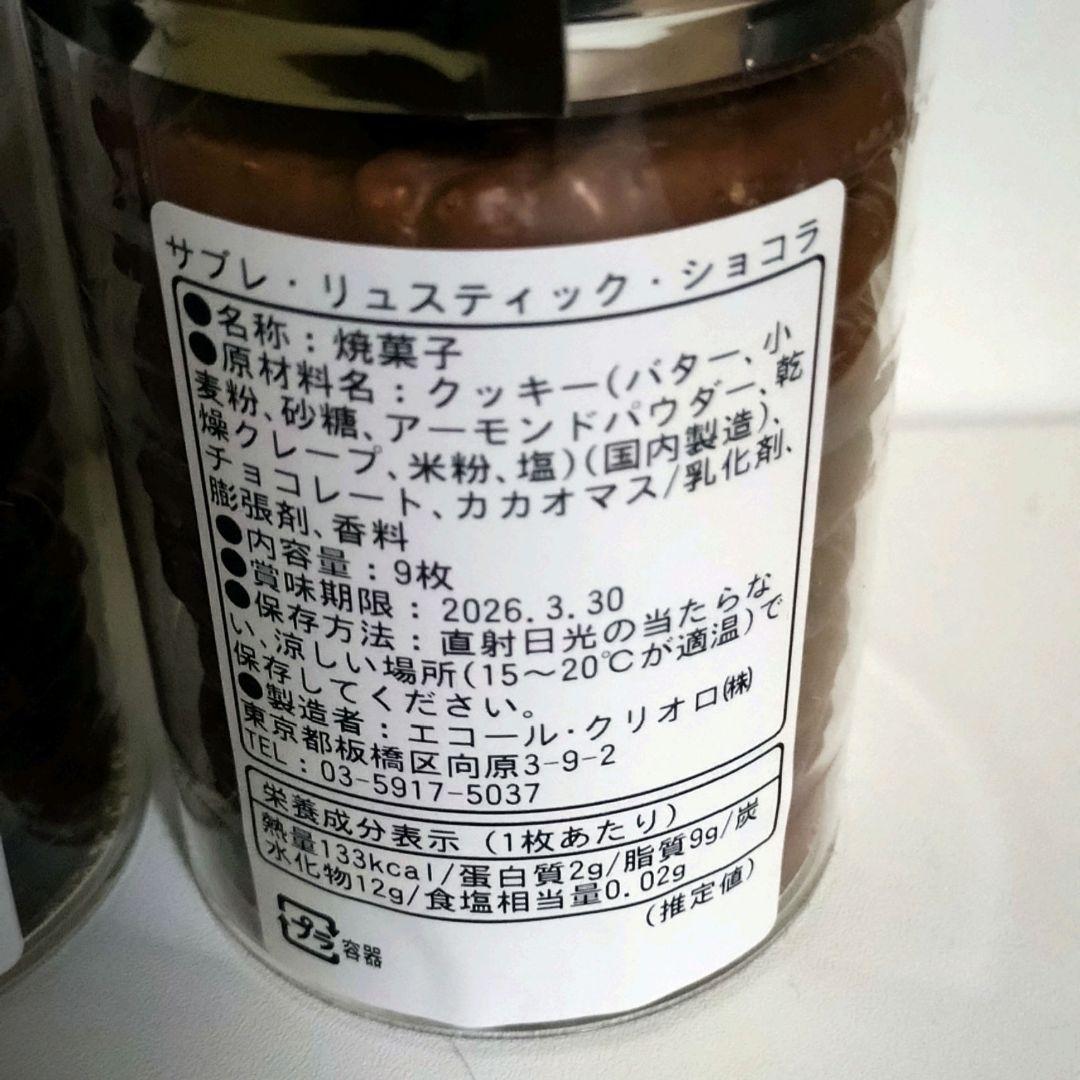 サブレ・リュスティック・ショコラ
●名称：焼菓子
●原材料名：クッキー(バター、小
麦粉、砂糖、アーモンドパウダー、乾
燥クレープ、米粉、塩)(国内製造)、
チョコレート、カカオマス/乳化剤、
膨張剤、香料
●内容量：9枚
●賞味期限：2026.3.30
●保存方法：直射日光の当たらな
い、涼しい場所(15～20℃が適温)で
保存してください。
●製造者：エコール・クリオロ㈱
東京都板橋区向原3-9-2
TEL：03-5917-5037
栄養成分表示（1枚あたり）
熱量133kcal/蛋白質2g/脂質9g/炭
水化物12g/食塩相当量0.02g
（推定値）
プラ
容器